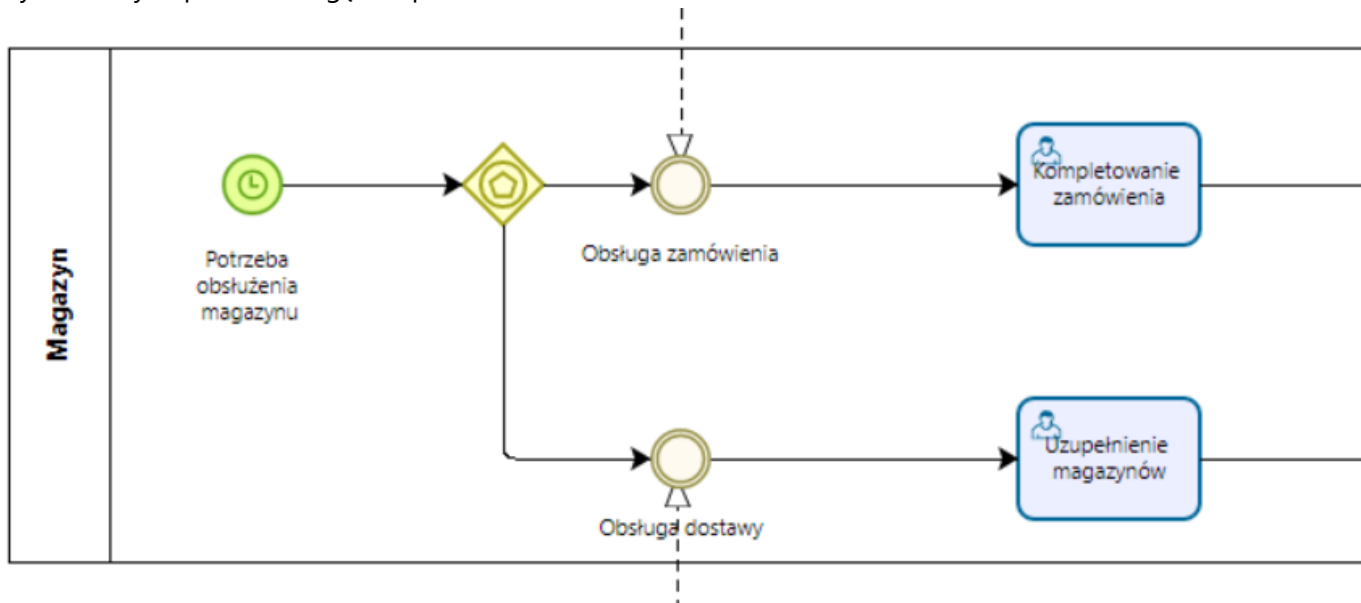 Magazyn
Potrzeba
obsłużenia
magazynu
Obsługa zamówienia
Kompletowanie
zamówienia
Obsługa dostawy
Uzupełnienie
magazynów